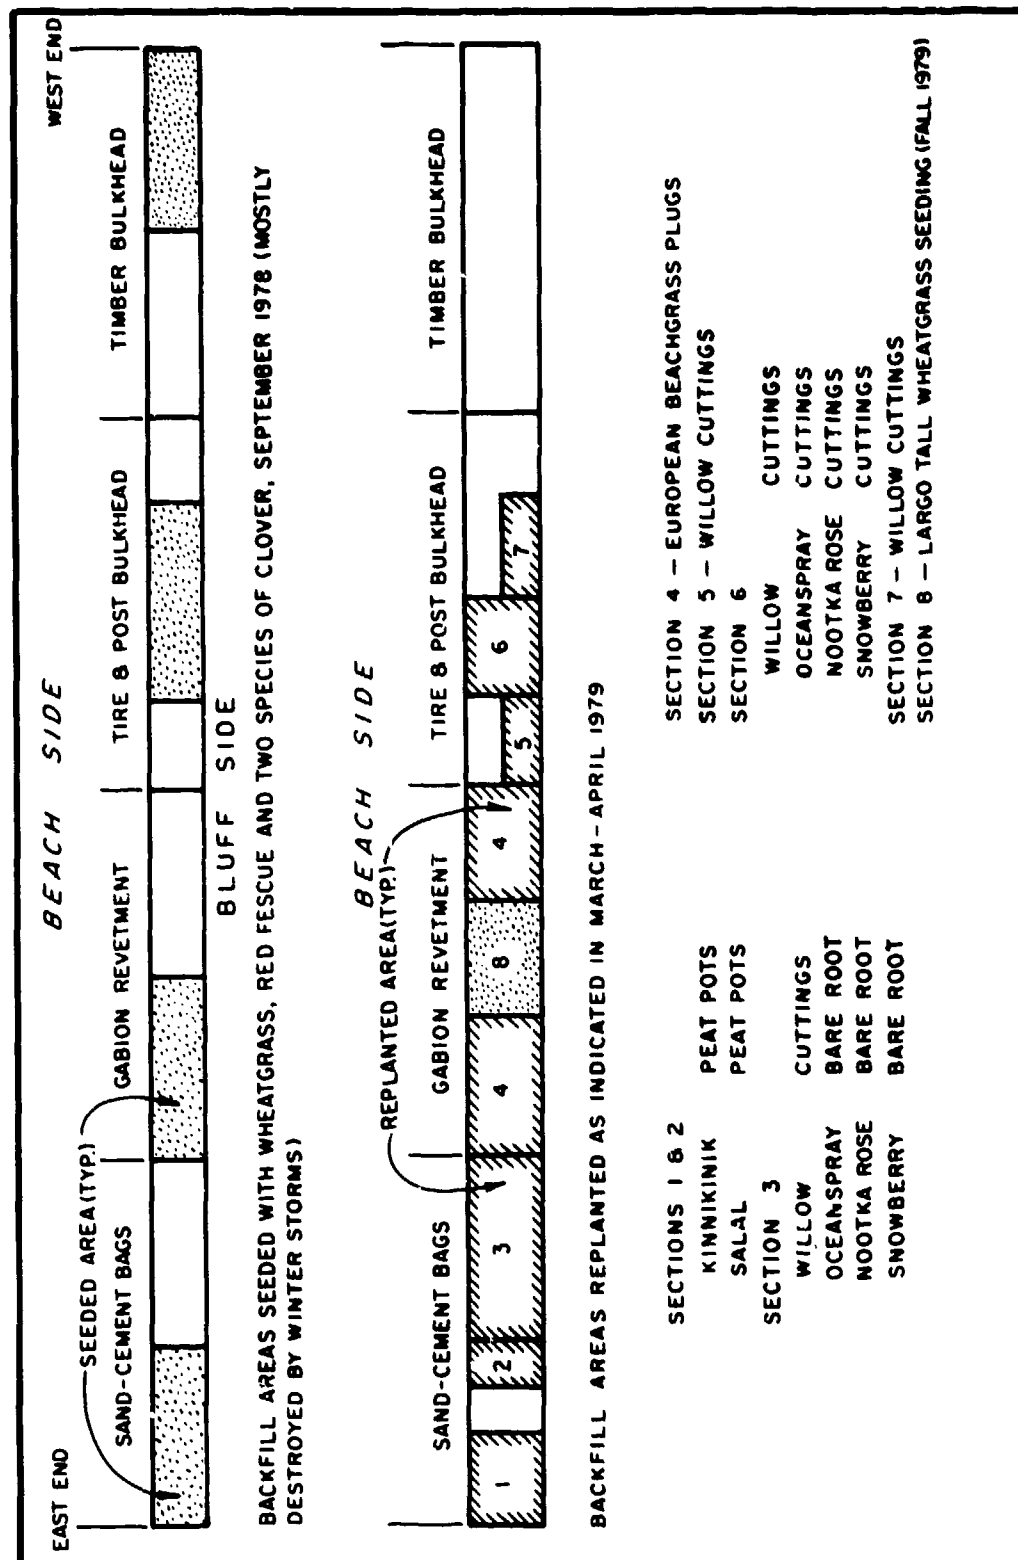 EAST END
WEST END
BEACH SIDE
SEEDED AREA (TYP.)
SAND-CEMENT BAGS
GABION REVETMENT
TIRE & POST BULKHEAD
TIMBER BULKHEAD
BLUFF SIDE
BACKFILL AREAS SEEDED WITH WHEATGRASS, RED FESCUE AND TWO SPECIES OF CLOVER, SEPTEMBER 1978 (MOSTLY
DESTROYED BY WINTER STORMS)
BEACH SIDE
REPLANTED AREA (TYP.)
SAND-CEMENT BAGS
GABION REVETMENT
TIRE & POST BULKHEAD
TIMBER BULKHEAD
1
2
3
4
8
4
5
6
7
BACKFILL AREAS REPLANTED AS INDICATED IN MARCH-APRIL 1979
SECTIONS 1 & 2
KINNIKINIK PEAT POTS
SALAL PEAT POTS
SECTION 3
WILLOW CUTTINGS
OCEANSPRAY BARE ROOT
NOOTKA ROSE BARE ROOT
SNOWBERRY BARE ROOT
SECTION 4 - EUROPEAN BEACHGRASS PLUGS
SECTION 5 - WILLOW CUTTINGS
SECTION 6
WILLOW CUTTINGS
OCEANSPRAY CUTTINGS
NOOTKA ROSE CUTTINGS
SNOWBERRY CUTTINGS
SECTION 7 - WILLOW CUTTINGS
SECTION 8 - LARGO TALL WHEATGRASS SEEDING (FALL 1979)